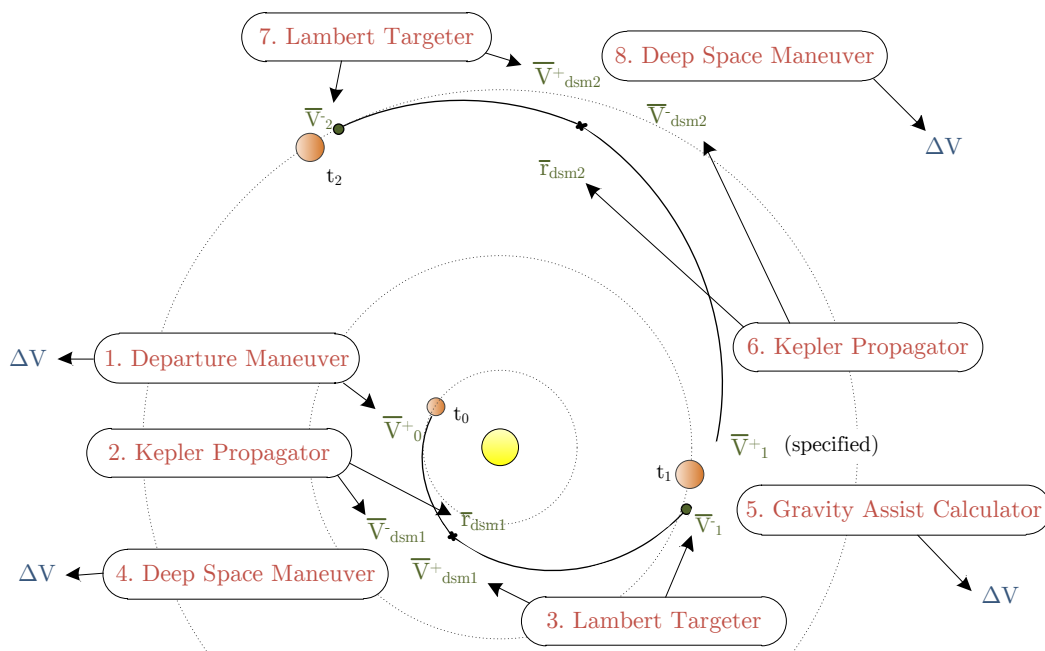 7. Lambert Targeter
8. Deep Space Maneuver
V̅⁺dsm2
V̅⁻₂
V̅⁻dsm2
ΔV
t₂
r̅dsm2
6. Kepler Propagator
1. Departure Maneuver
ΔV
t₀
V̅⁺₀
2. Kepler Propagator
V̅⁺₁ (specified)
t₁
5. Gravity Assist Calculator
r̅dsm1
V̅⁻dsm1
V̅⁻₁
4. Deep Space Maneuver
ΔV
V̅⁺dsm1
ΔV
3. Lambert Targeter